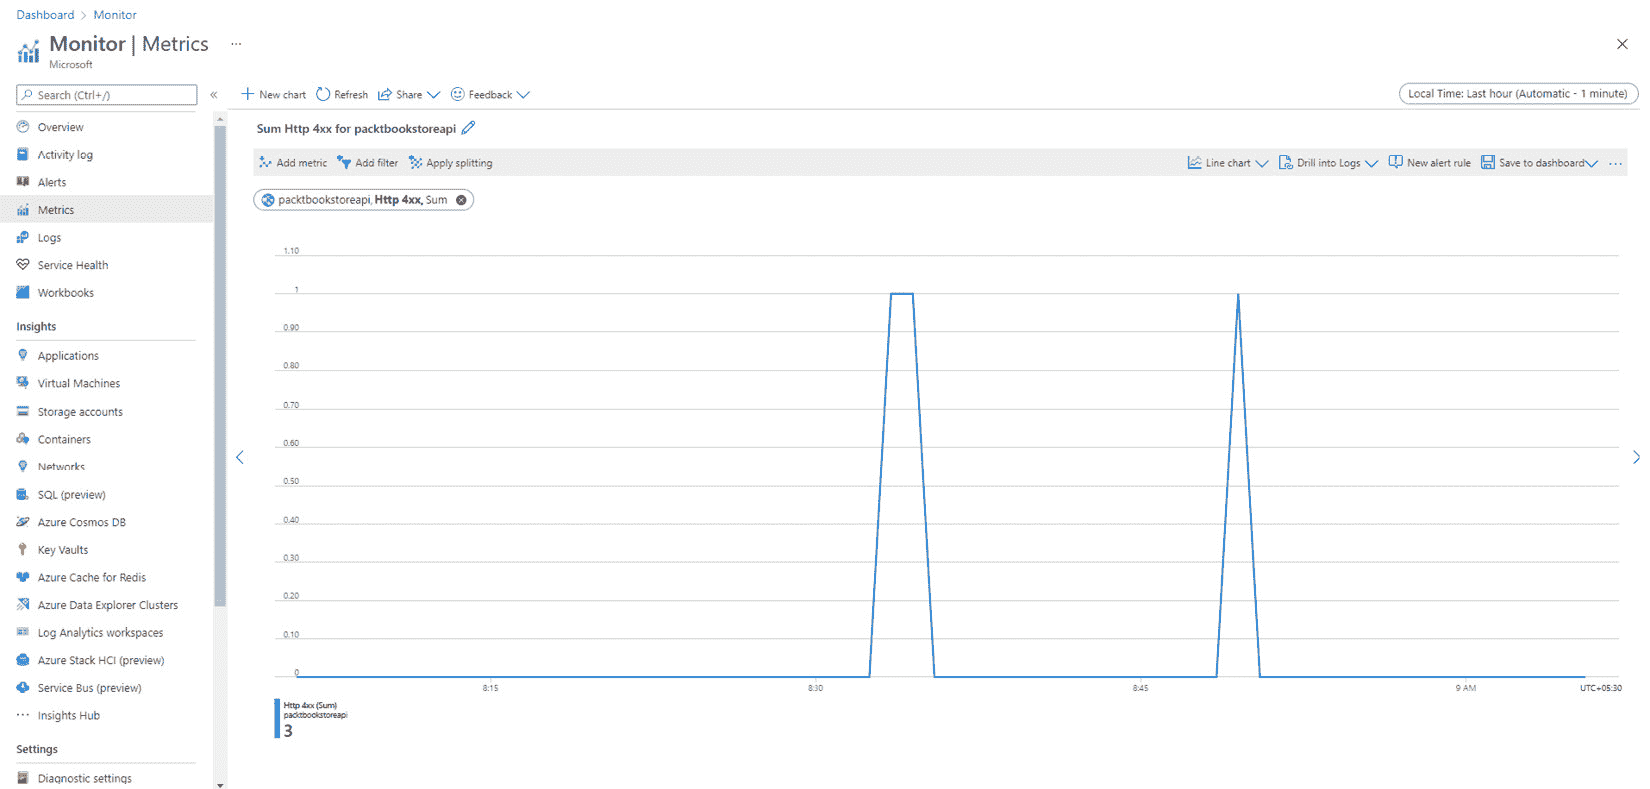 Dashboard > Monitor
Monitor | Metrics ...
Microsoft
Search (Ctrl+/)
«
New chart Refresh Share Feedback
Local Time: Last hour (Automatic - 1 minute)
Overview
Activity log
Alerts
Metrics
Logs
Service Health
Workbooks
Insights
Applications
Virtual Machines
Storage accounts
Containers
Networks
SQL (preview)
Azure Cosmos DB
Key Vaults
Azure Cache for Redis
Azure Data Explorer Clusters
Log Analytics workspaces
Azure Stack HCI (preview)
Service Bus (preview)
Insights Hub
Settings
Diagnostic settings
Sum Http 4xx for packtbookstoreapi
Add metric Add filter Apply splitting
Line chart Drill into Logs New alert rule Save to dashboard ...
packtbookstoreapi, Http 4xx, Sum
1.10
1
0.90
0.80
0.70
0.60
0.50
0.40
0.30
0.20
0.10
0
8:15 8:30 8:45 9 AM UTC+05:30
Http 4xx (Sum)
packtbookstoreapi
3